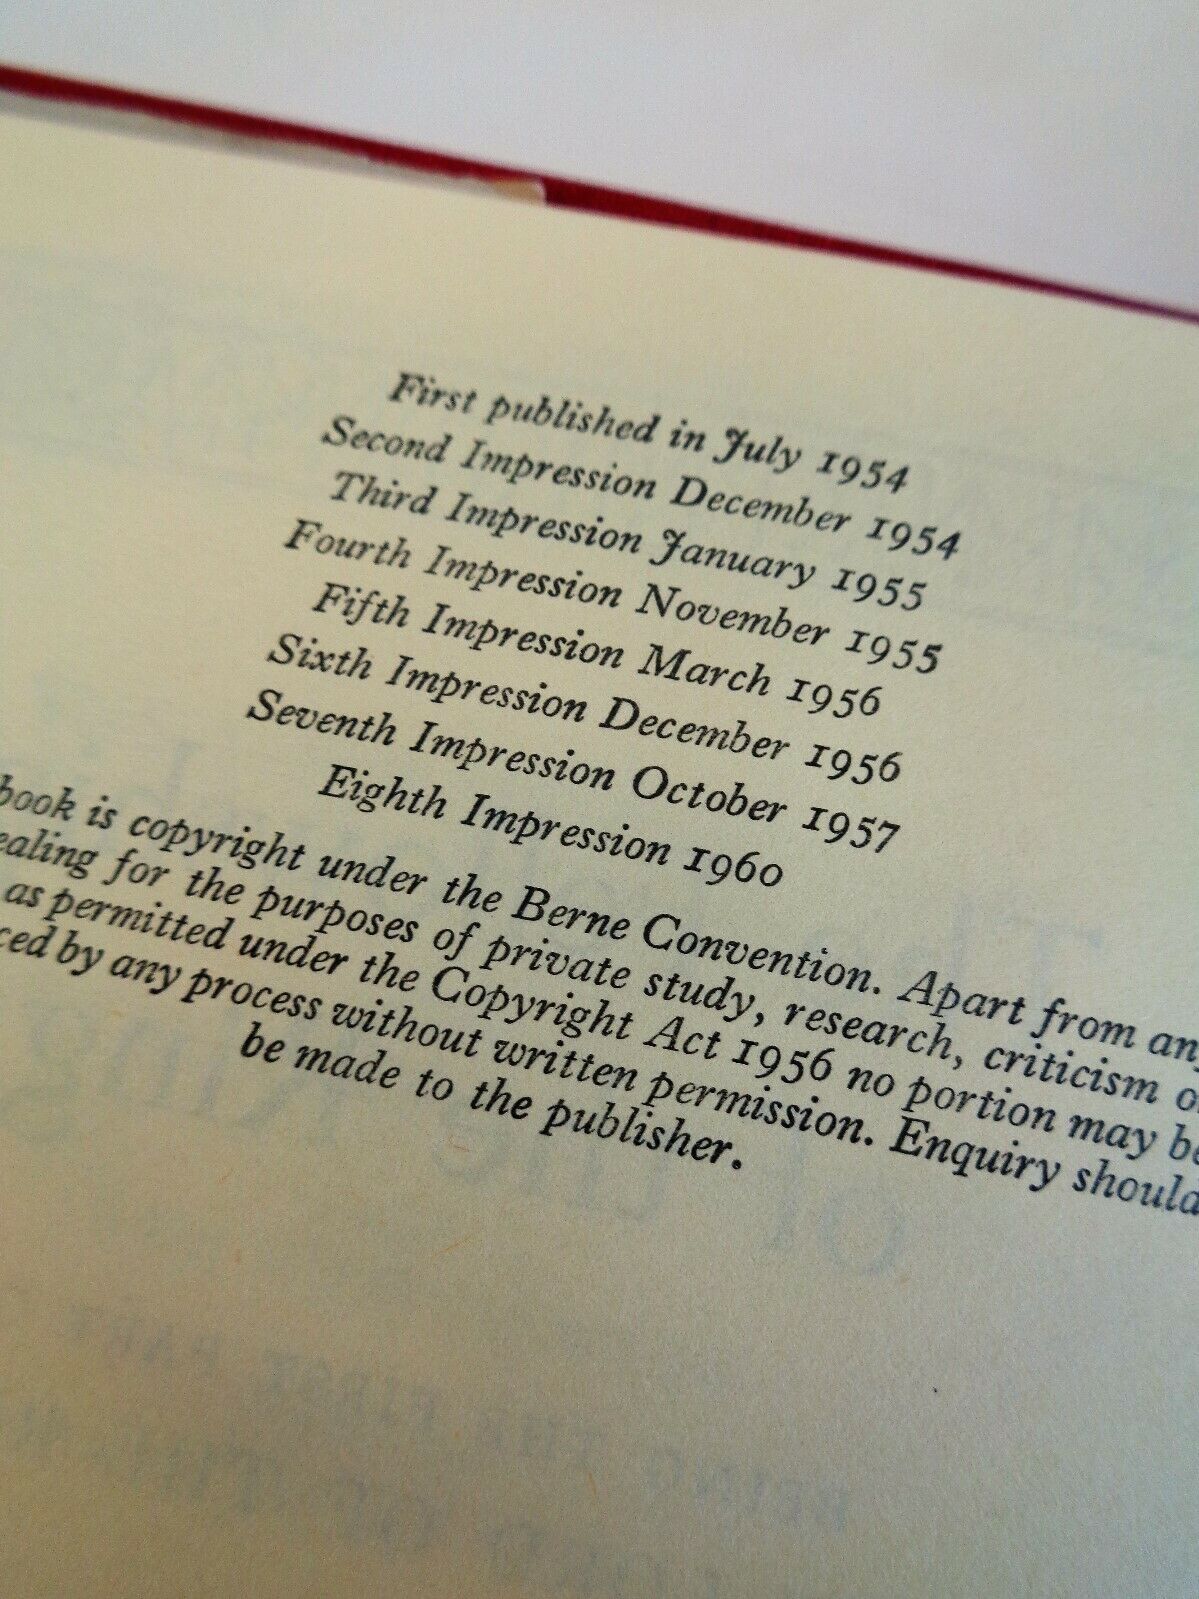 First published in July 1954
Second Impression December 1954
Third Impression January 1955
Fourth Impression November 1955
Fifth Impression March 1956
Sixth Impression December 1956
Seventh Impression October 1957
Eighth Impression 1960
book is copyright under the Berne Convention. Apart from any
ealing for the purposes of private study, research, criticism or
as permitted under the Copyright Act 1956 no portion may be
ced by any process without written permission. Enquiry should
be made to the publisher.